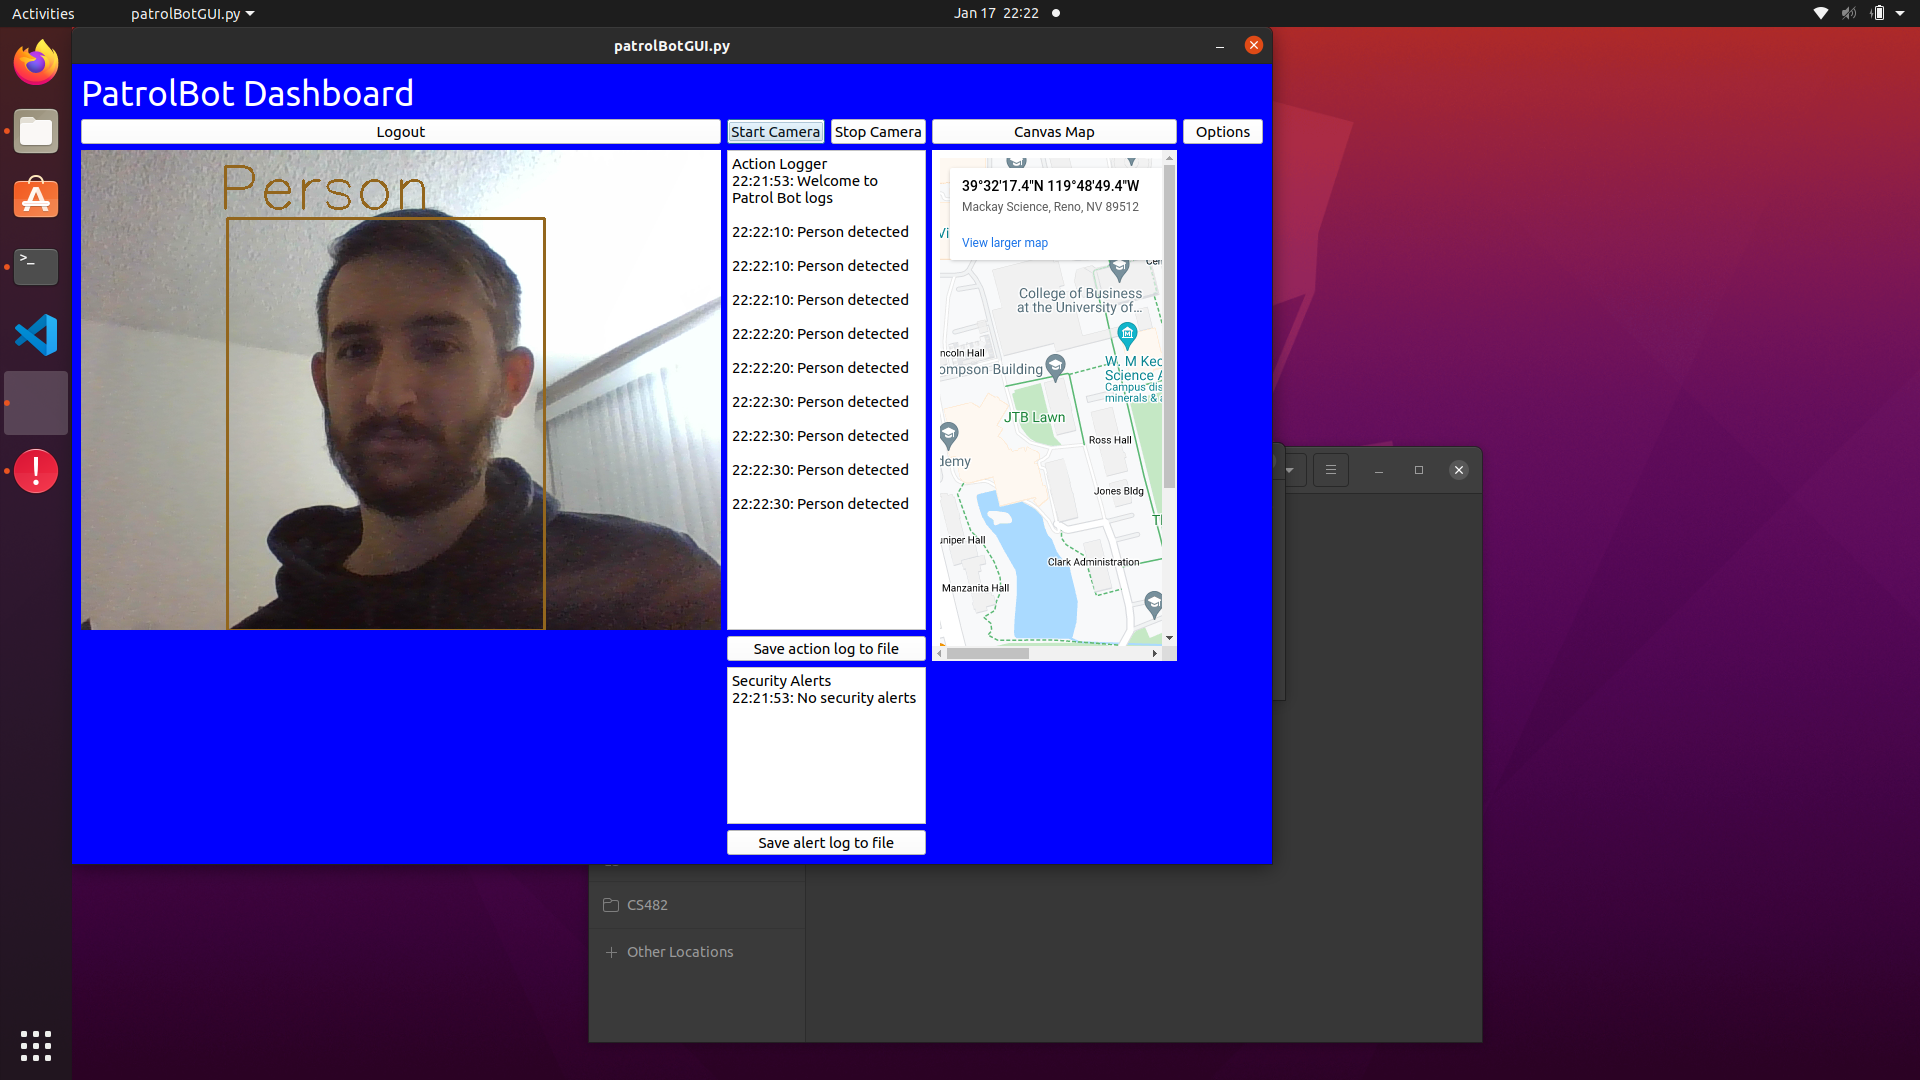 Activities
patrolBotGUI.py
Jan 17 22:22
patrolBotGUI.py
PatrolBot Dashboard
Logout
Start Camera
Stop Camera
Canvas Map
Options
Person
Action Logger
22:21:53: Welcome to
Patrol Bot logs
22:22:10: Person detected
22:22:10: Person detected
22:22:10: Person detected
22:22:20: Person detected
22:22:20: Person detected
22:22:30: Person detected
22:22:30: Person detected
22:22:30: Person detected
22:22:30: Person detected
Save action log to file
Security Alerts
22:21:53: No security alerts
Save alert log to file
39°32'17.4"N 119°48'49.4"W
Mackay Science, Reno, NV 89512
View larger map
College of Business
at the University of...
ncoln Hall
ompson Building
W. M Kec
Science A
Campus dis
minerals & a
JTB Lawn
Ross Hall
demy
Jones Bldg
uniper Hall
Clark Administration
Manzanita Hall
CS482
Other Locations